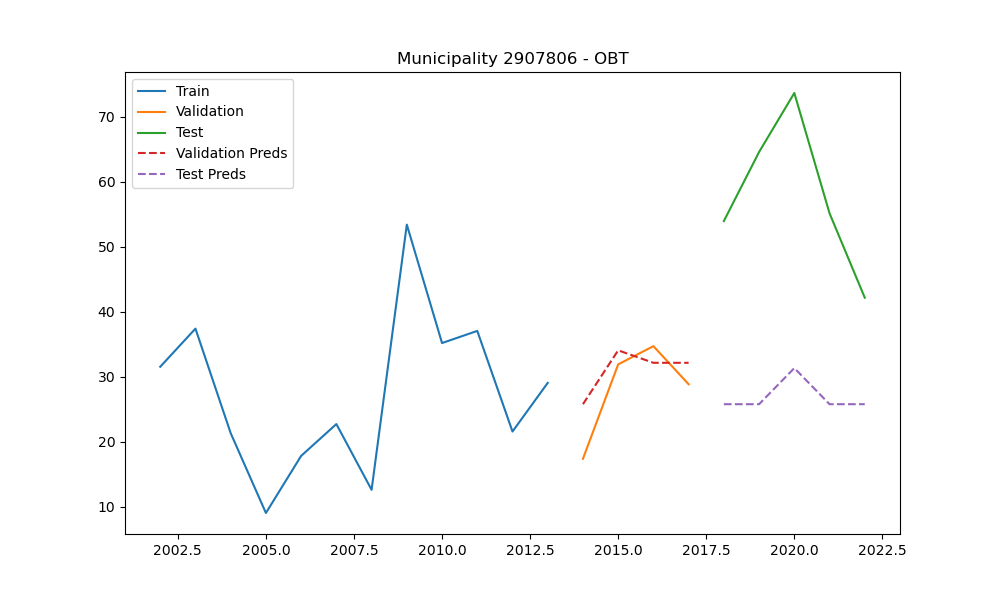 Municipality 2907806 - OBT
Train
Validation
Test
Validation Preds
Test Preds
70
60
50
40
30
20
10
2002.5 2005.0 2007.5 2010.0 2012.5 2015.0 2017.5 2020.0 2022.5